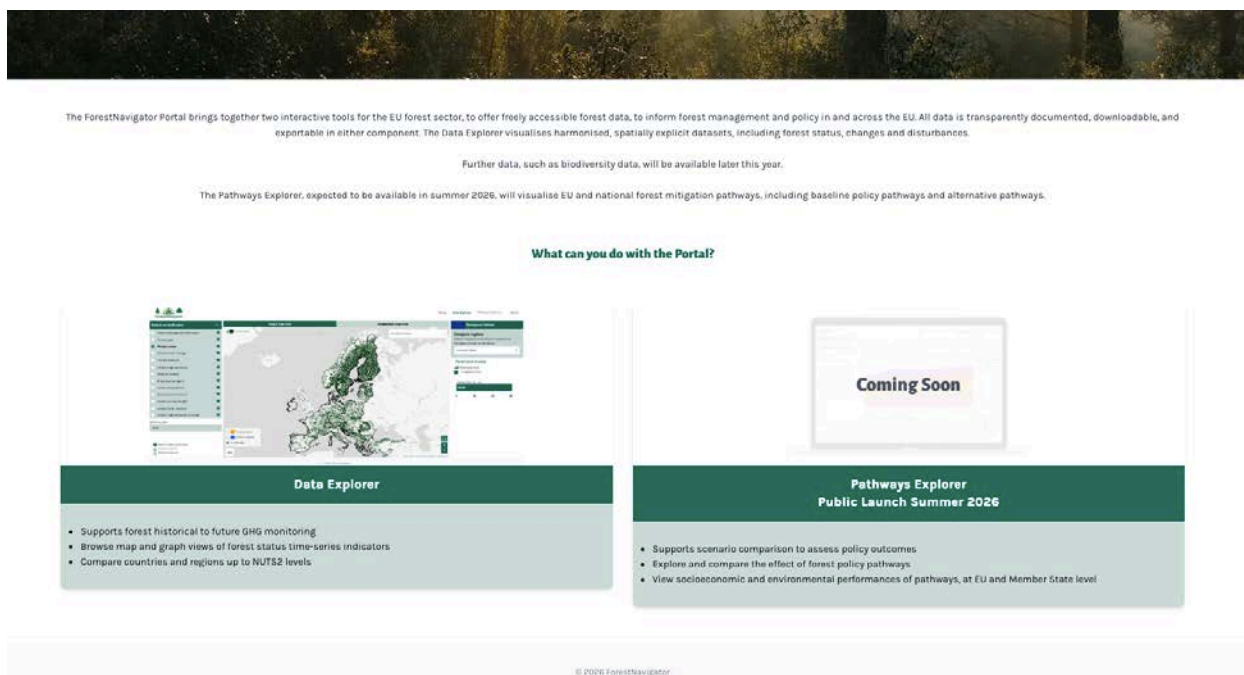 The ForestNavigator Portal brings together two interactive tools for the EU forest sector, to offer freely accessible forest data, to inform forest management and policy in and across the EU. All data is transparently documented, downloadable, and
exportable in either component. The Data Explorer visualises harmonised, spatially explicit datasets, including forest status, changes and disturbances.
Further data, such as biodiversity data, will be available later this year.
The Pathways Explorer, expected to be available in summer 2026, will visualise EU and national forest mitigation pathways, including baseline policy pathways and alternative pathways.
What can you do with the Portal?
Data Explorer
• Supports forest historical to future GHG monitoring
• Browse map and graph views of forest status time-series indicators
• Compare countries and regions up to NUTS2 levels
Coming Soon
Pathways Explorer
Public Launch Summer 2026
• Supports scenario comparison to assess policy outcomes
• Explore and compare the effect of forest policy pathways
• View socioeconomic and environmental performances of pathways, at EU and Member State level
© 2026 ForestNavigator